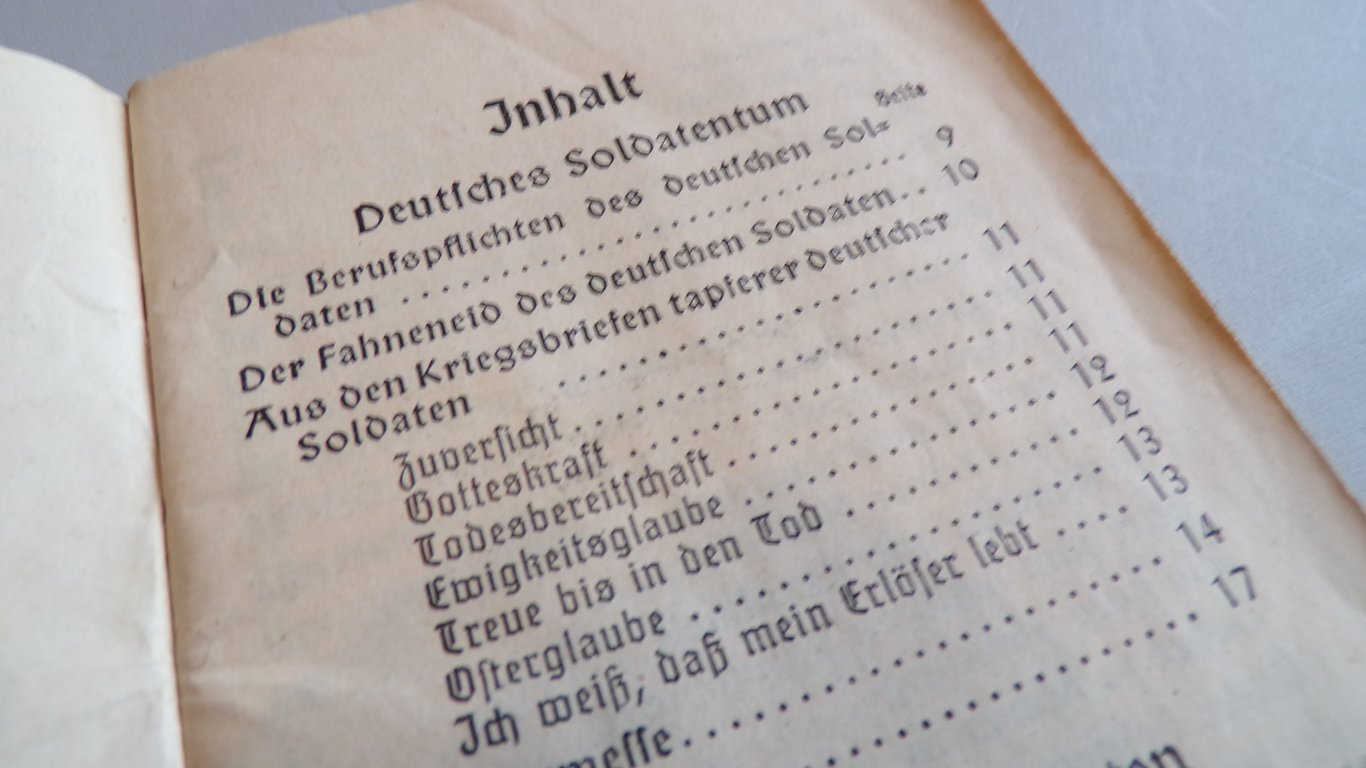 Inhalt
Deutſches Soldatentum
Seite
Die Berufspflichten des deutſchen Sol=
daten .................... 9
Der Fahneneid des deutſchen Soldaten.. 10
Aus den Kriegsbriefen tapferer deutſcher
Soldaten .................... 11
Zuverſicht .................... 11
Gotteskraft .................... 11
Todesbereitſchaft .................... 11
Ewigkeitsglaube .................... 12
Treue bis in den Tod .................... 12
Oſterglaube .................... 13
Ich weiß, daß mein Erlöſer lebt .... 13
.................... 14
.................... 17